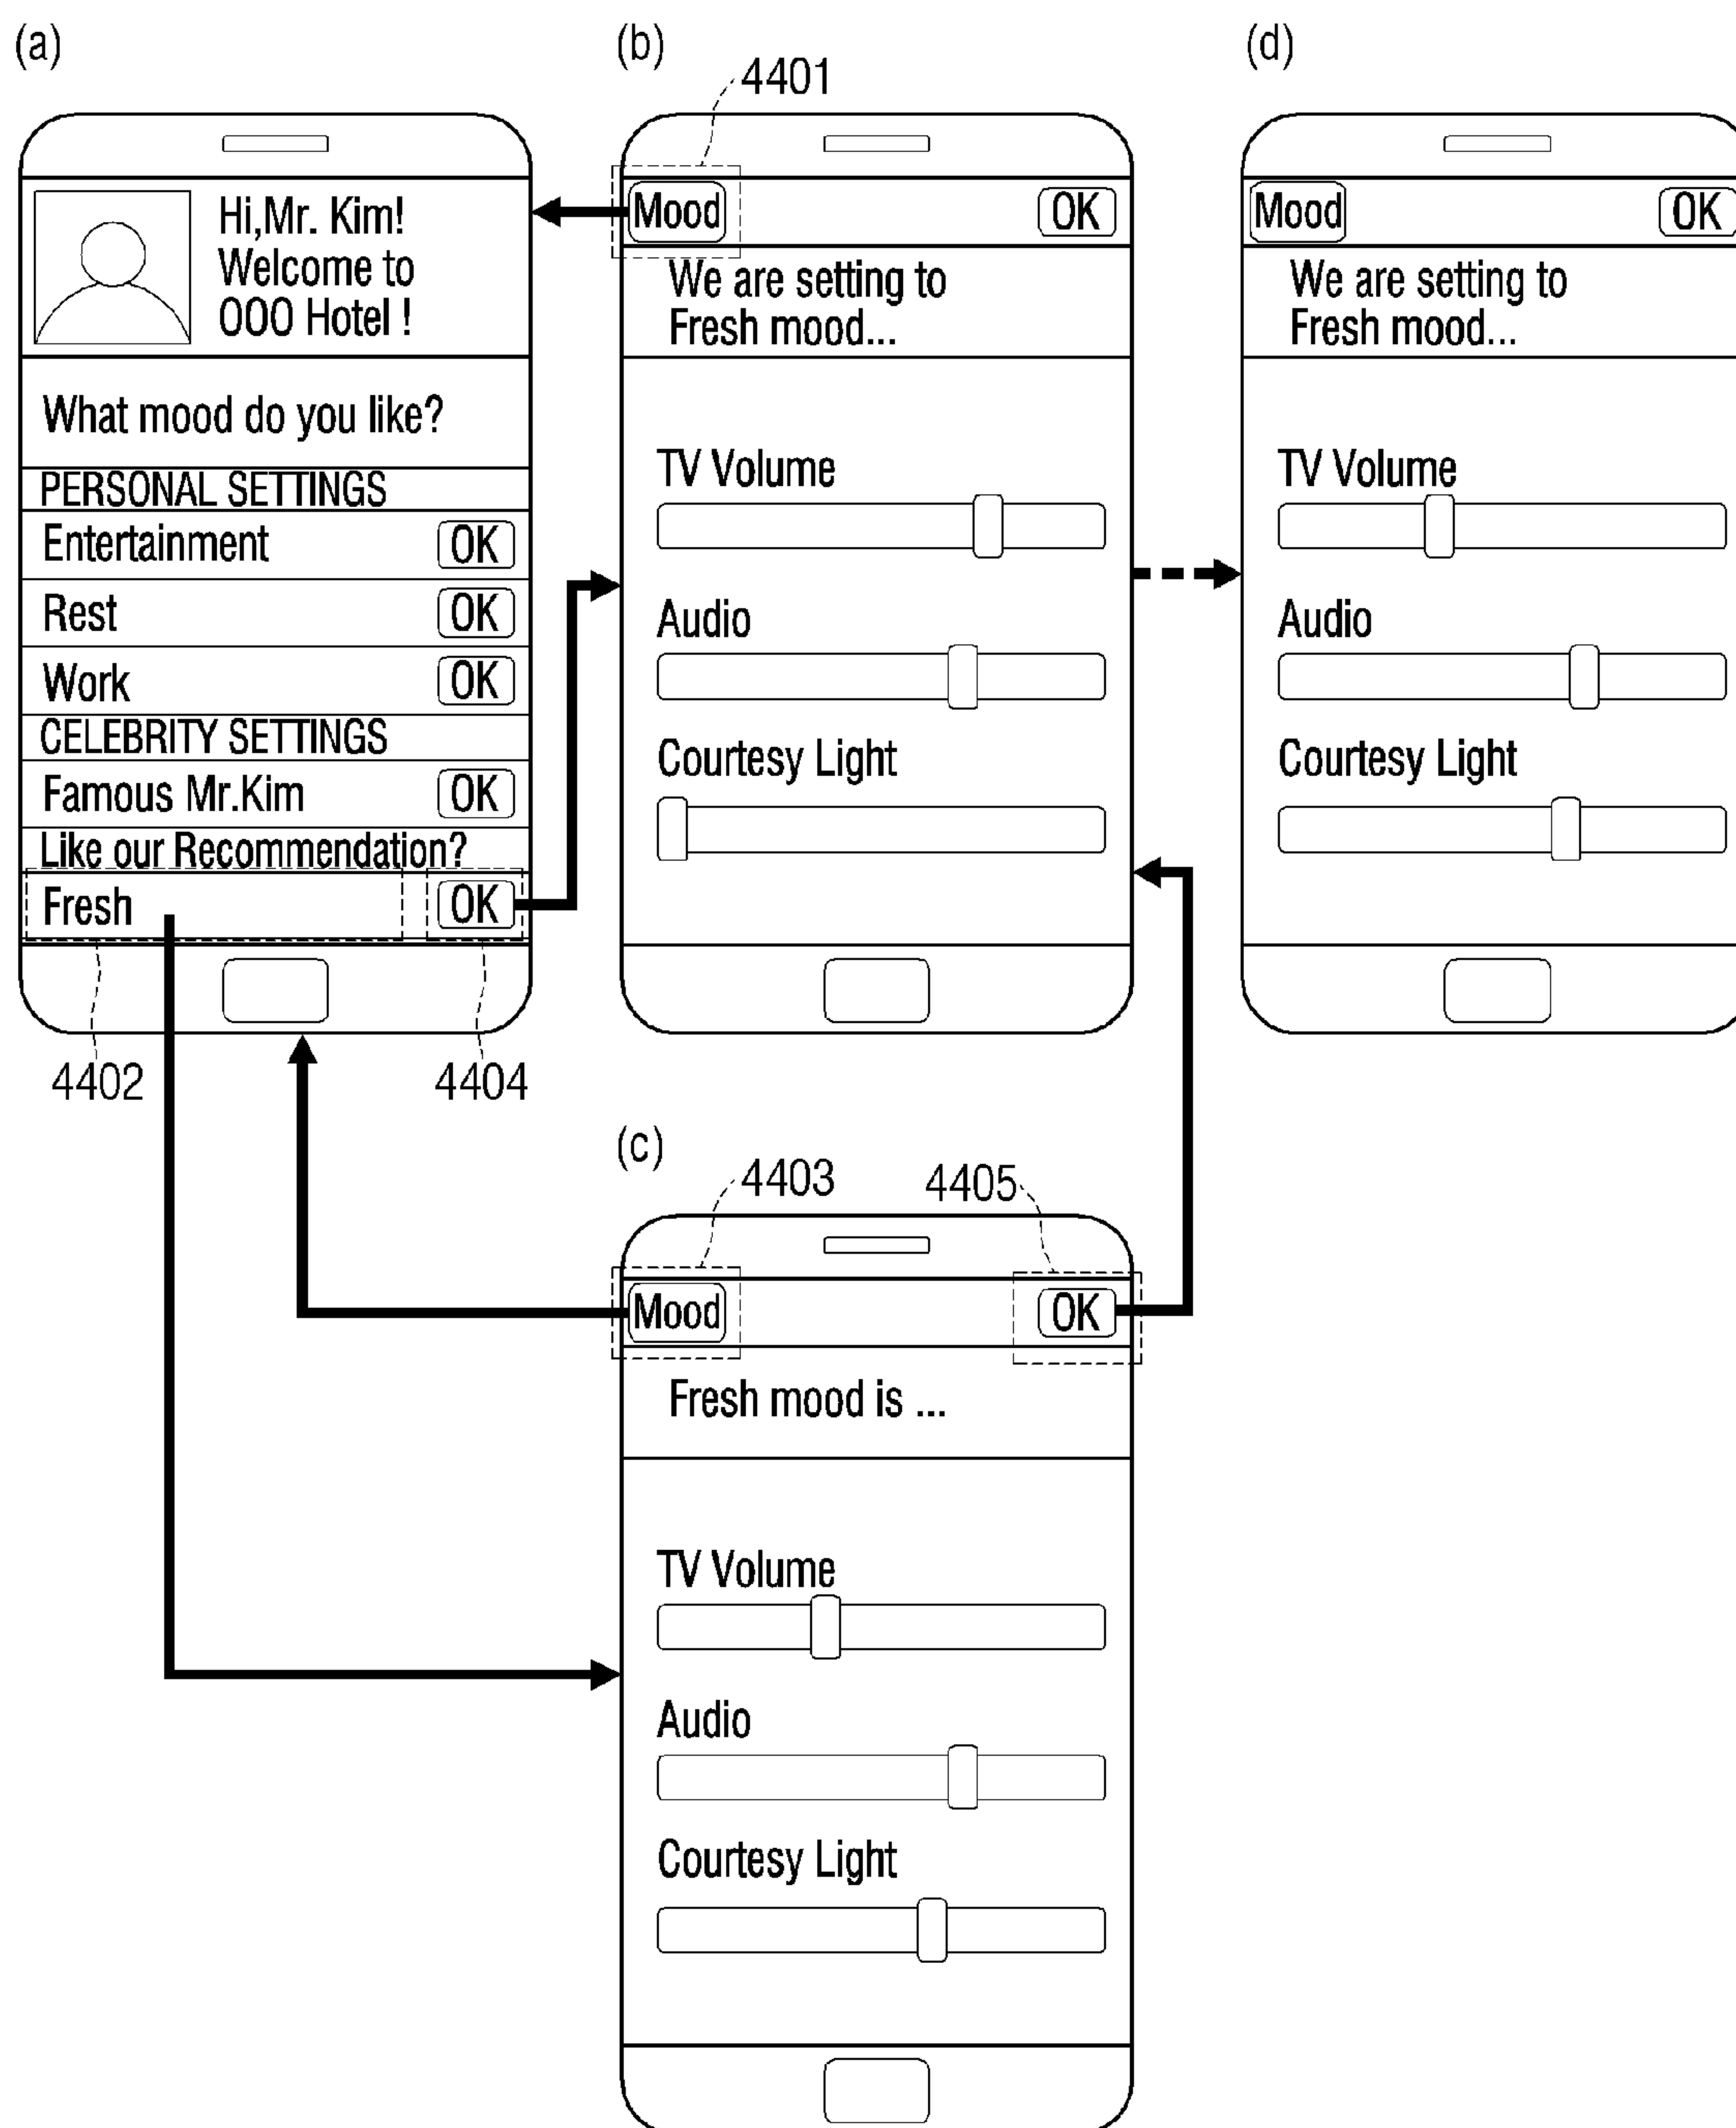 (a)
Hi,Mr. Kim!
Welcome to
OOO Hotel !
What mood do you like?
PERSONAL SETTINGS
Entertainment OK
Rest OK
Work OK
CELEBRITY SETTINGS
Famous Mr.Kim OK
Like our Recommendation?
Fresh OK
4402
4404
(b)
4401
Mood OK
We are setting to
Fresh mood...
TV Volume
Audio
Courtesy Light
(d)
Mood OK
We are setting to
Fresh mood...
TV Volume
Audio
Courtesy Light
(c)
4403
4405
Mood OK
Fresh mood is ...
TV Volume
Audio
Courtesy Light